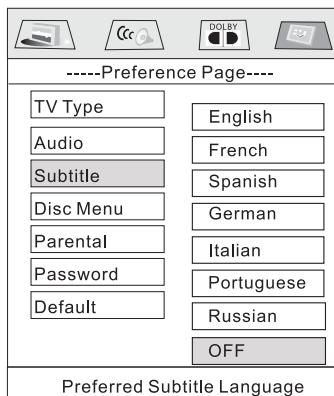 DOLBY
-----Preference Page----
TV Type
Audio
Subtitle
Disc Menu
Parental
Password
Default
English
French
Spanish
German
Italian
Portuguese
Russian
OFF
Preferred Subtitle Language